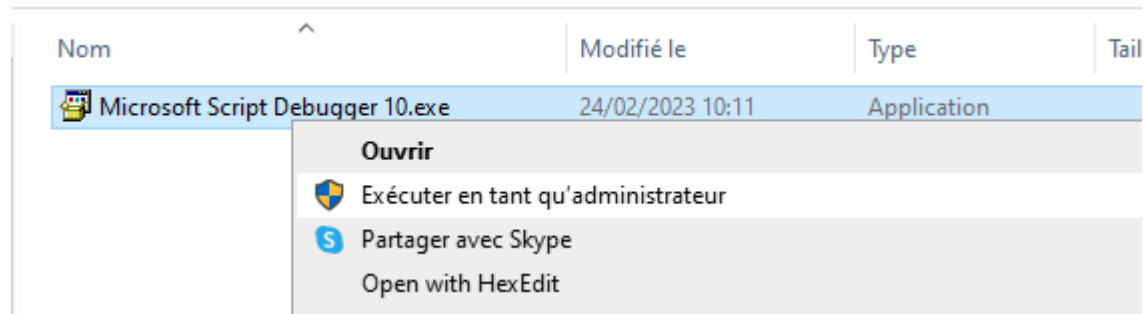 Nom Modifié le Type Tail
Microsoft Script Debugger 10.exe 24/02/2023 10:11 Application
Ouvrir
Exécuter en tant qu'administrateur
S Partager avec Skype
Open with HexEdit